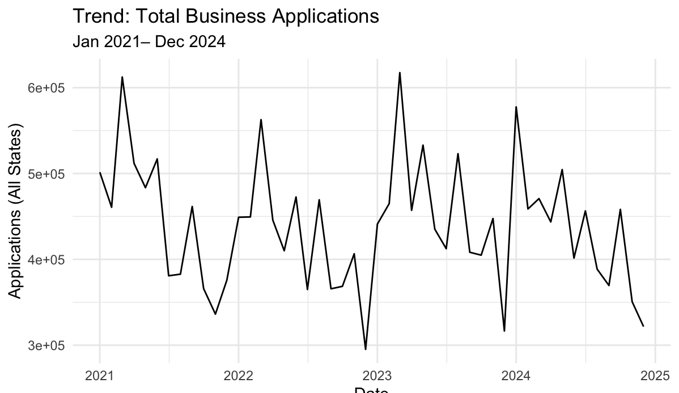 Trend: Total Business Applications
Jan 2021– Dec 2024
Applications (All States)
6e+05
5e+05
4e+05
3e+05
2021 2022 2023 2024 2025
Date